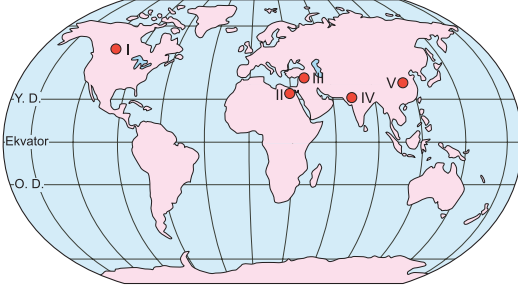 I
III
V
II
IV
Y. D.
Ekvator
O. D.